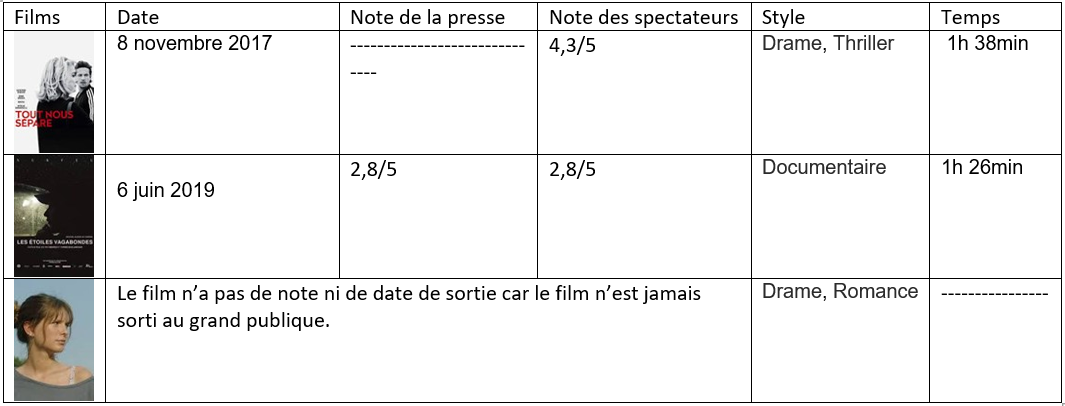 Films Date Note de la presse Note des spectateurs Style Temps
8 novembre 2017 --------------------------- 4,3/5 Drame, Thriller 1h 38min
----
TOUT NOUS
SÉPARE
6 juin 2019 2,8/5 2,8/5 Documentaire 1h 26min
LES ÉTOILES VAGABONDES
Le film n’a pas de note ni de date de sortie car le film n’est jamais Drame, Romance ----------------
sorti au grand publique.